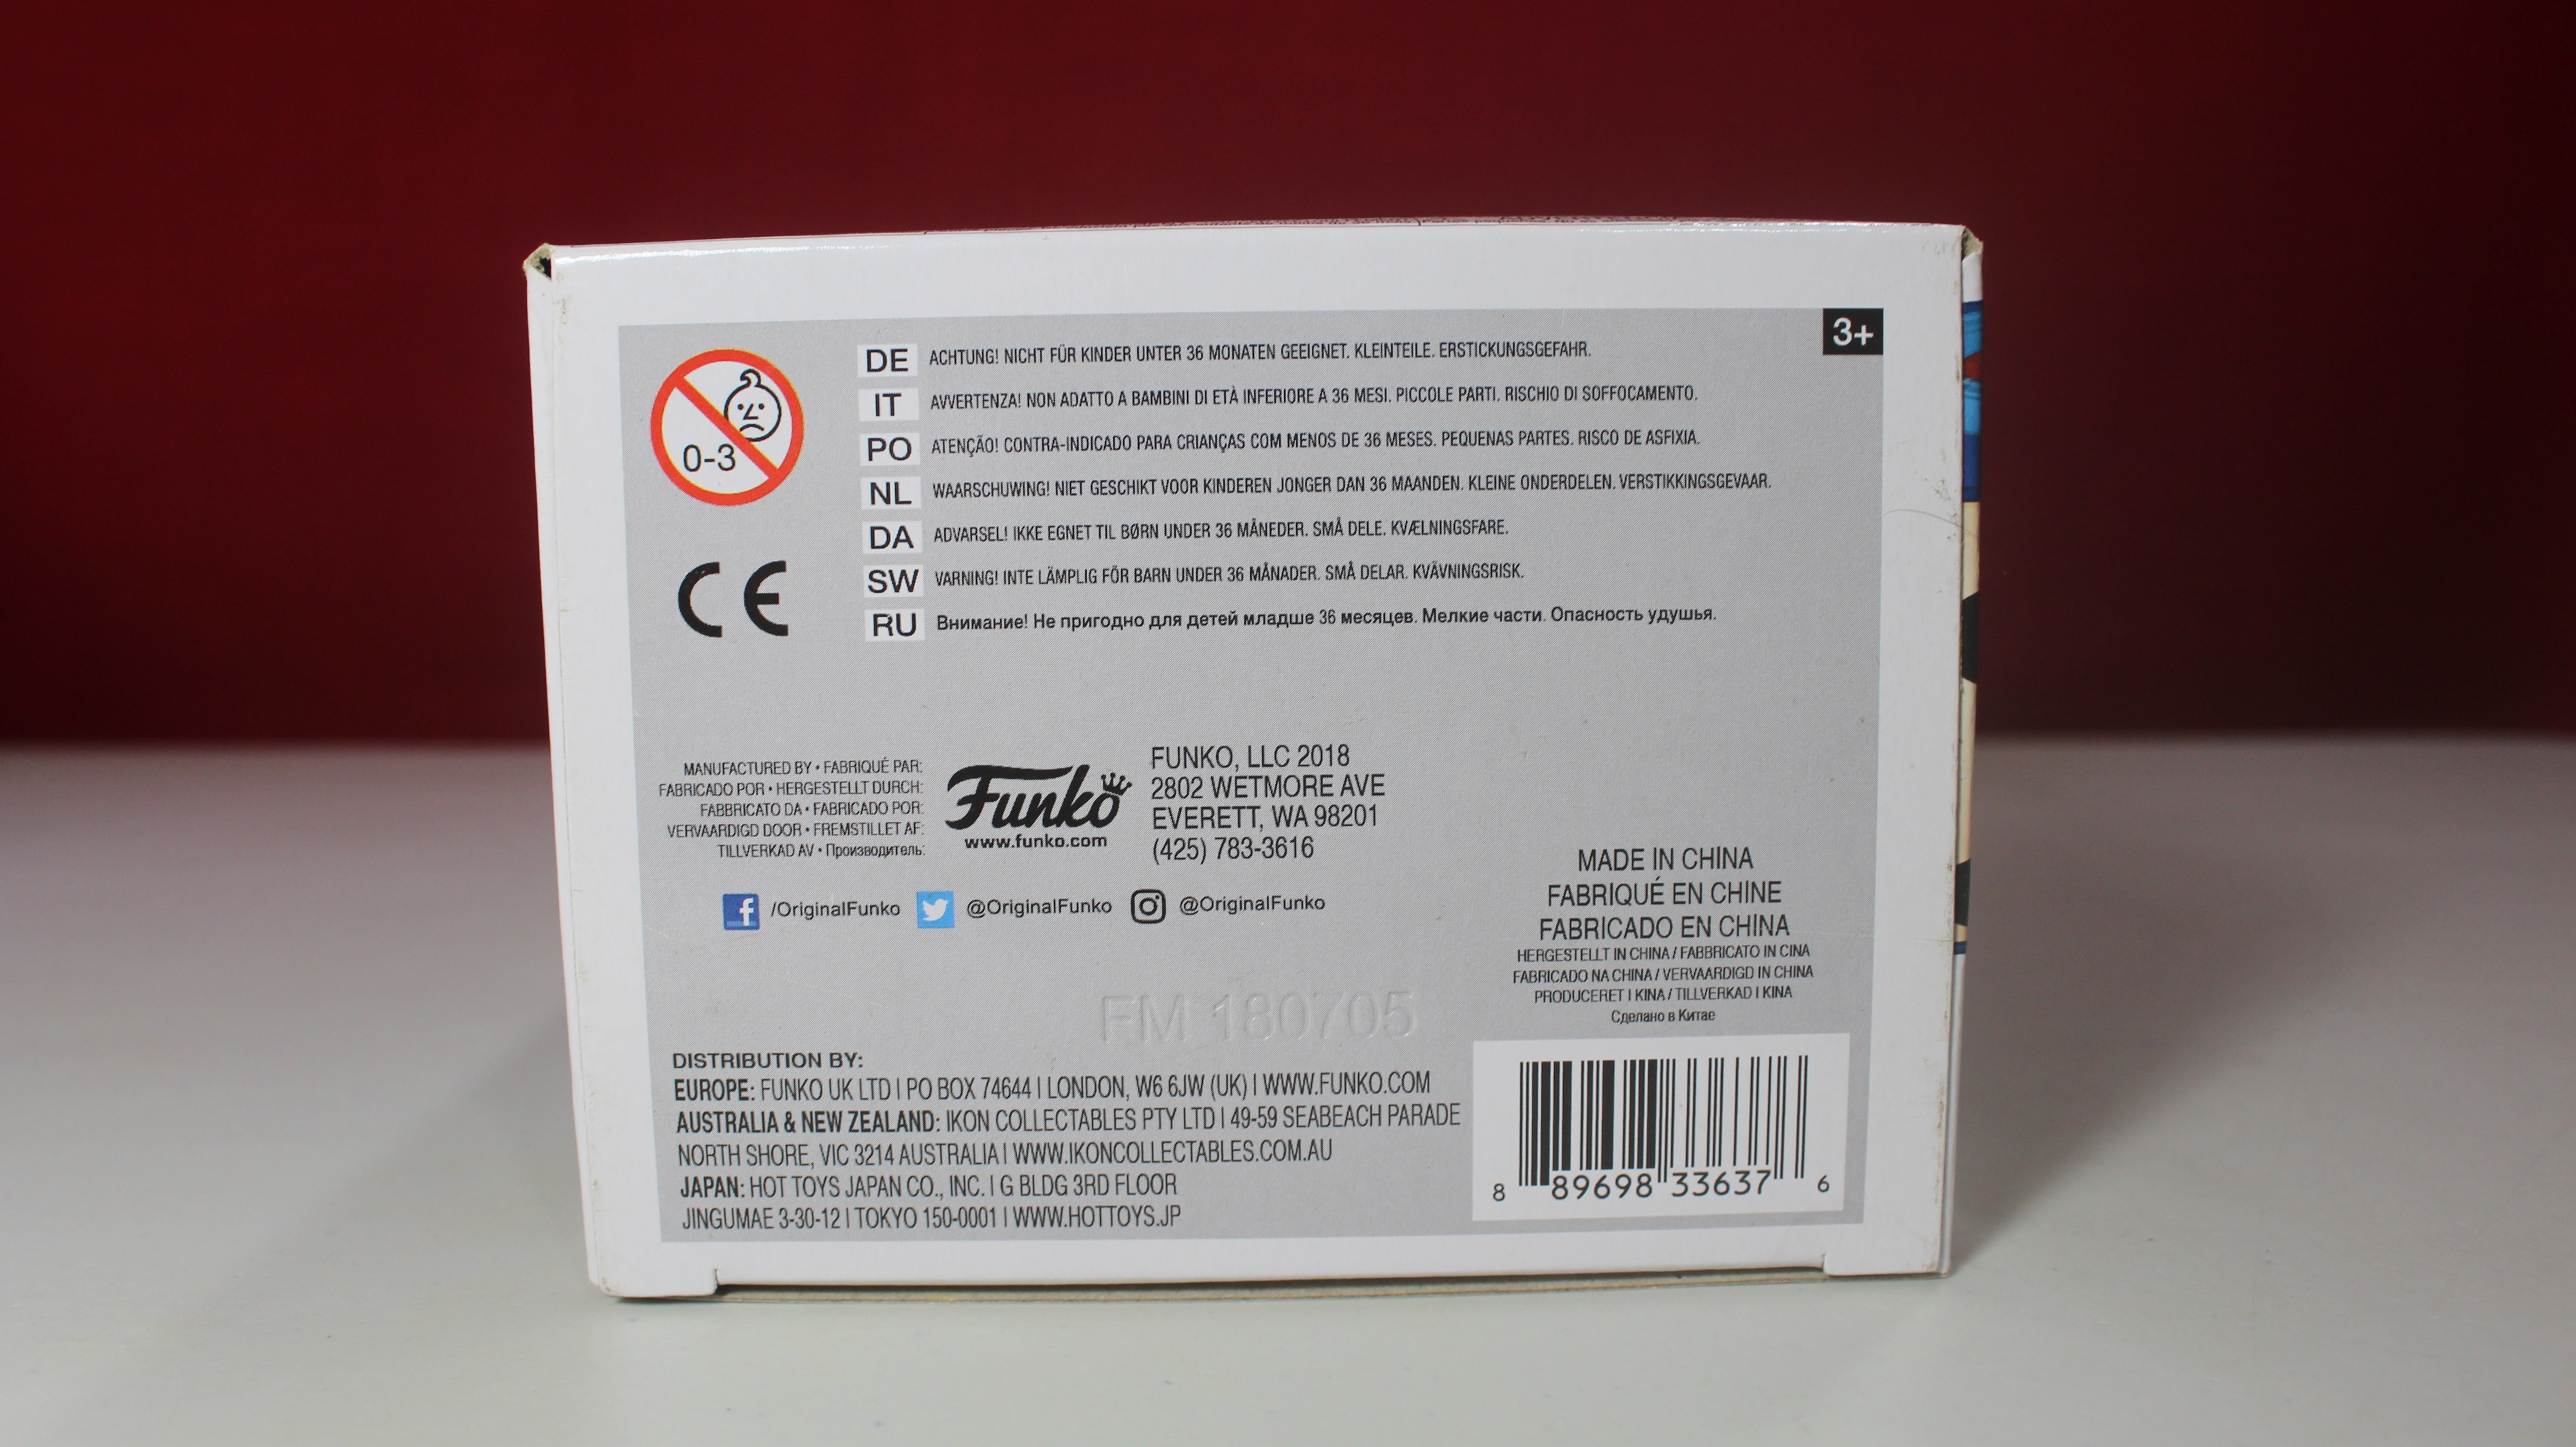 3+
0-3
DE ACHTUNG! NICHT FÜR KINDER UNTER 36 MONATEN GEEIGNET. KLEINTEILE. ERSTICKUNGSGEFAHR.
IT AVVERTENZA! NON ADATTO A BAMBINI DI ETÀ INFERIORE A 36 MESI. PICCOLE PARTI. RISCHIO DI SOFFOCAMENTO.
PO ATENÇÃO! CONTRA-INDICADO PARA CRIANÇAS COM MENOS DE 36 MESES. PEQUENAS PARTES. RISCO DE ASFIXIA.
NL WAARSCHUWING! NIET GESCHIKT VOOR KINDEREN JONGER DAN 36 MAANDEN. KLEINE ONDERDELEN. VERSTIKKINGSGEVAAR.
DA ADVARSEL! IKKE EGNET TIL BØRN UNDER 36 MÅNEDER. SMÅ DELE. KVÆLNINGSFARE.
SW VARNING! INTE LÄMPLIG FÖR BARN UNDER 36 MÅNADER. SMÅ DELAR. KVÄVNINGSRISK.
RU Внимание! Не пригодно для детей младше 36 месяцев. Мелкие части. Опасность удушья.
CE
MANUFACTURED BY • FABRIQUÉ PAR:
FABRICADO POR • HERGESTELLT DURCH:
FABBRICATO DA • FABRICADO POR:
VERVAARDIGD DOOR • FREMSTILLET AF:
TILLVERKAD AV • Производитель:
Funko
www.funko.com
FUNKO, LLC 2018
2802 WETMORE AVE
EVERETT, WA 98201
(425) 783-3616
/OriginalFunko @OriginalFunko @OriginalFunko
MADE IN CHINA
FABRIQUÉ EN CHINE
FABRICADO EN CHINA
HERGESTELLT IN CHINA / FABBRICATO IN CINA
FABRICADO NA CHINA / VERVAARDIGD IN CHINA
PRODUCERET I KINA / TILLVERKAD I KINA
Сделано в Китае
FM 180705
DISTRIBUTION BY:
EUROPE: FUNKO UK LTD | PO BOX 74644 | LONDON, W6 6JW (UK) | WWW.FUNKO.COM
AUSTRALIA & NEW ZEALAND: IKON COLLECTABLES PTY LTD | 49-59 SEABEACH PARADE
NORTH SHORE, VIC 3214 AUSTRALIA | WWW.IKONCOLLECTABLES.COM.AU
JAPAN: HOT TOYS JAPAN CO., INC. | G BLDG 3RD FLOOR
JINGUMAE 3-30-12 | TOKYO 150-0001 | WWW.HOTTOYS.JP
8 89698 33637 6